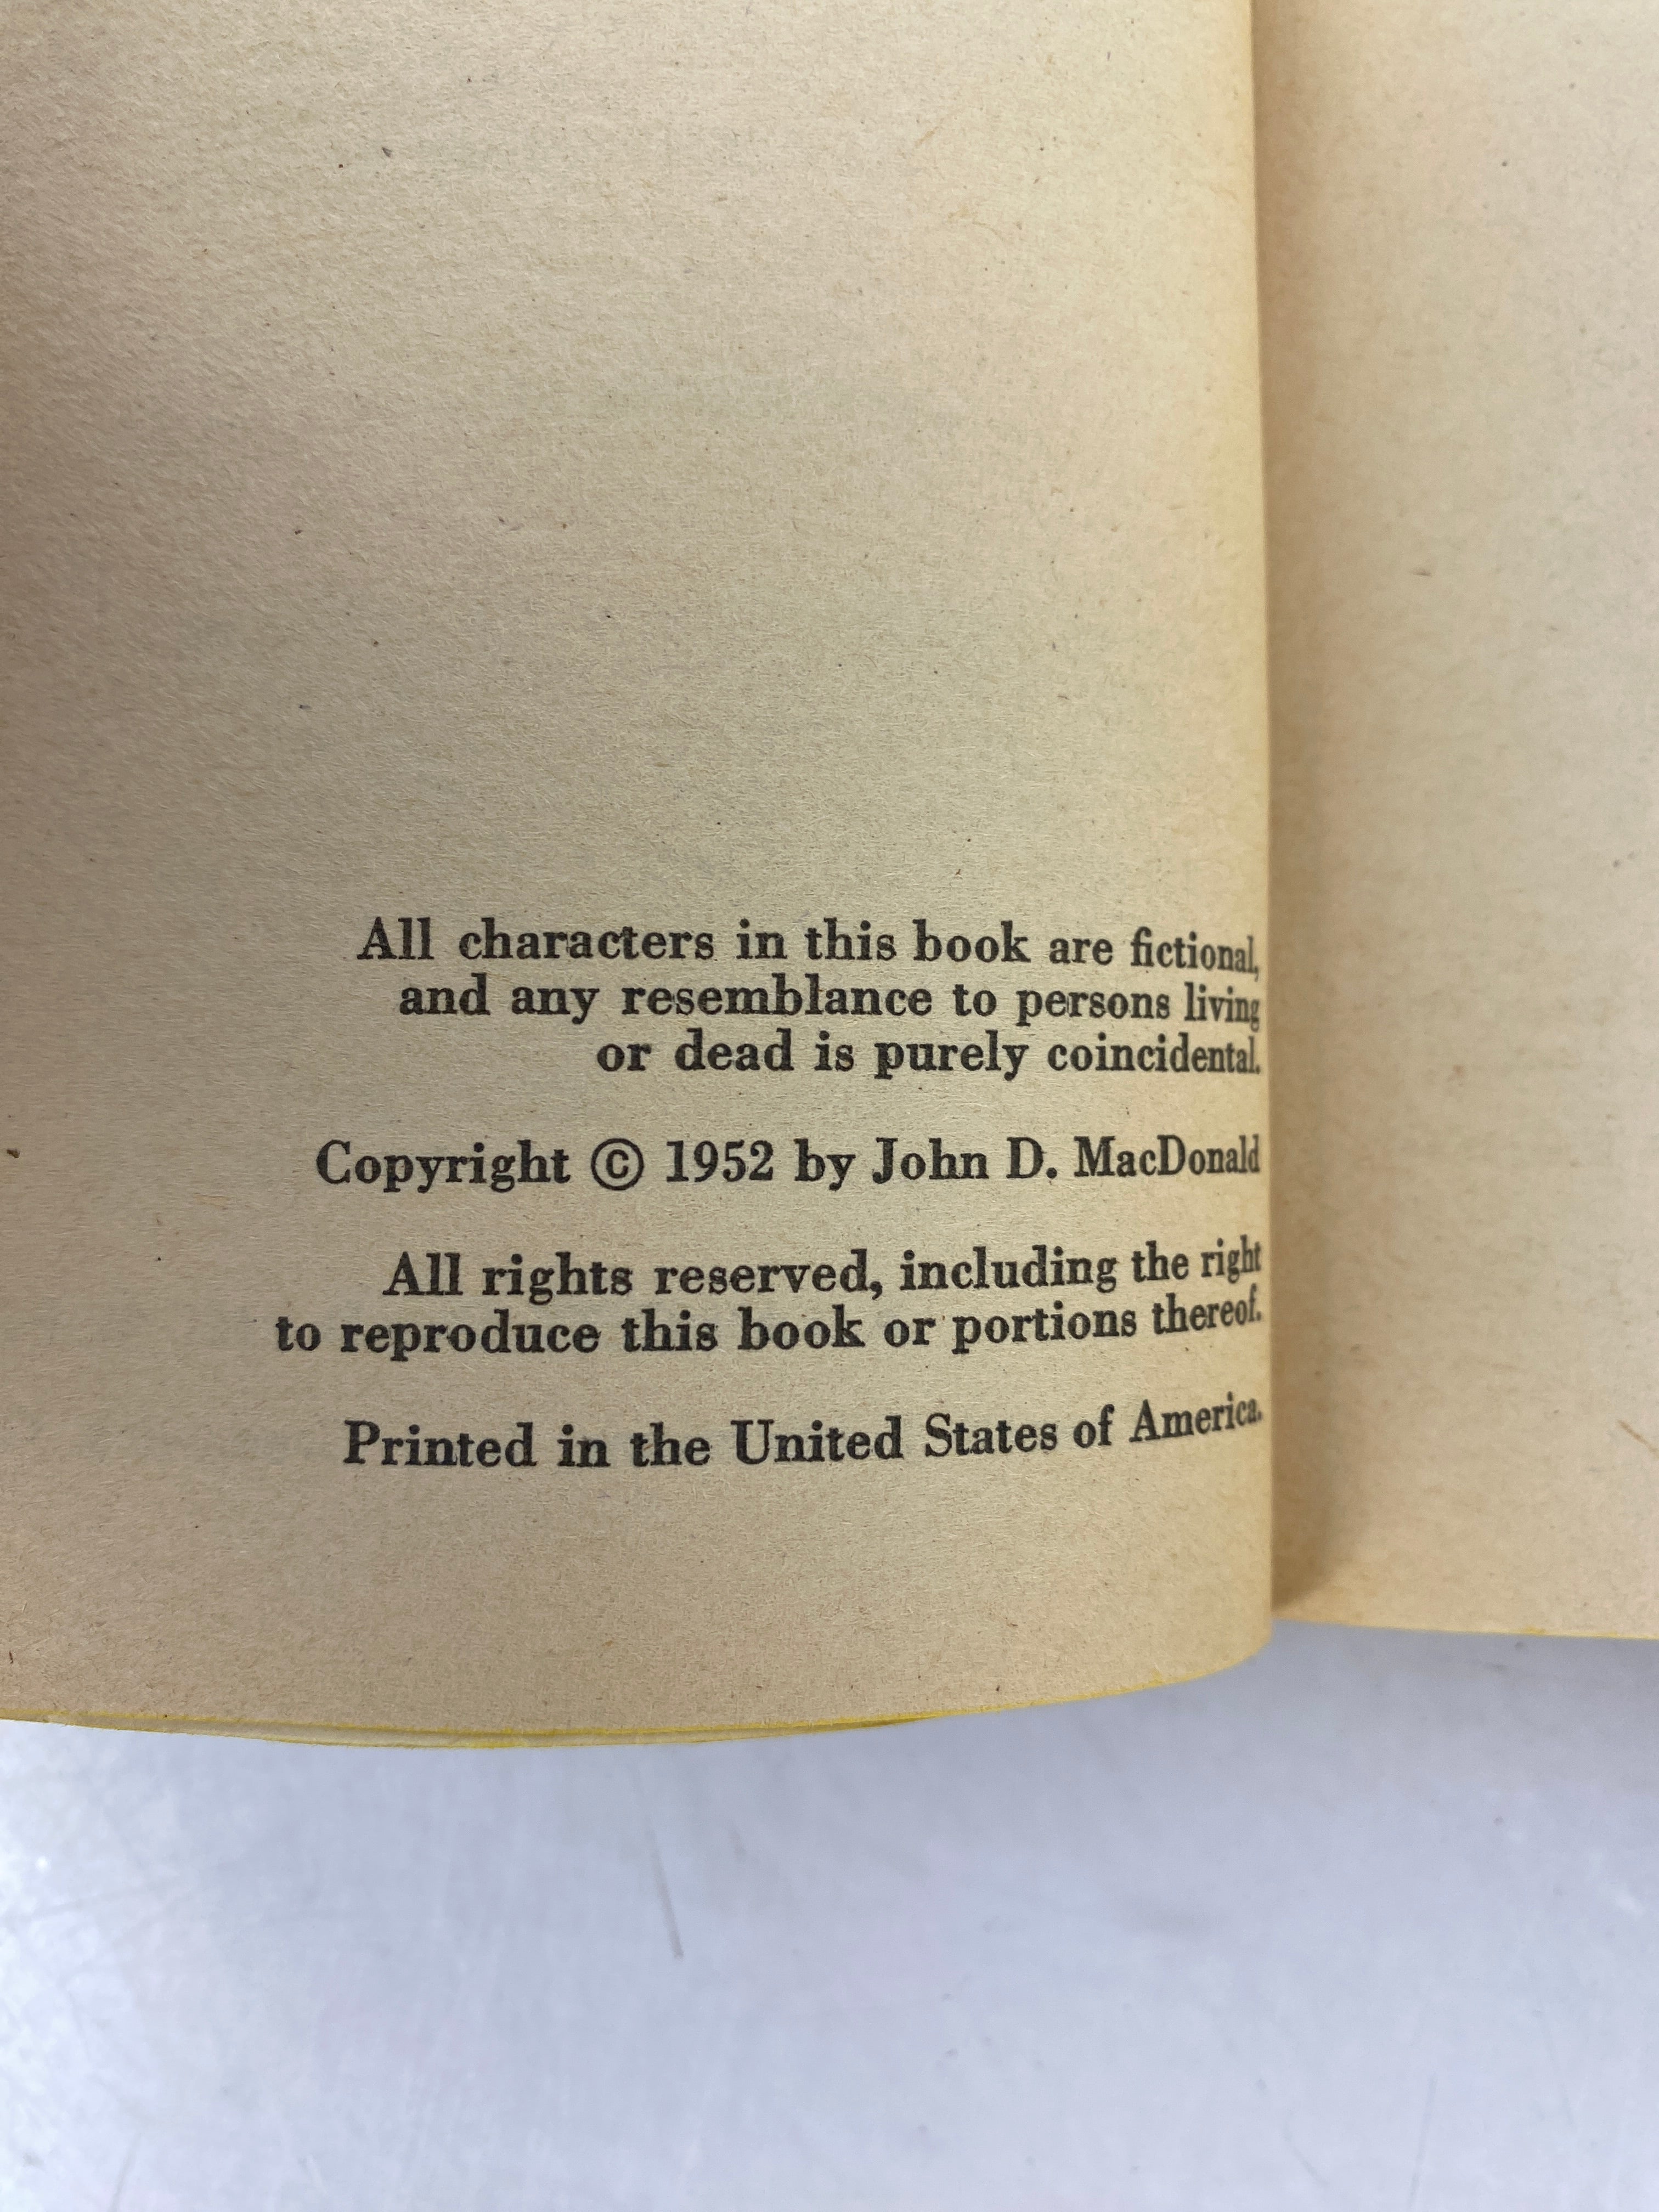 All characters in this book are fictional,
and any resemblance to persons living
or dead is purely coincidental.
Copyright © 1952 by John D. MacDonald
All rights reserved, including the right
to reproduce this book or portions thereof.
Printed in the United States of America.